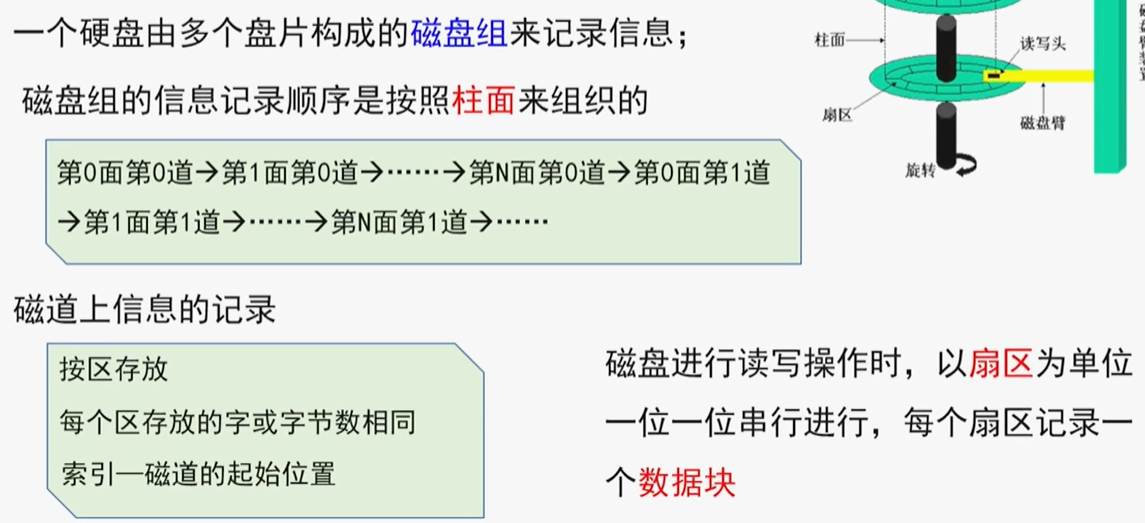 一个硬盘由多个盘片构成的磁盘组来记录信息；
磁盘组的信息记录顺序是按照柱面来组织的
第0面第0道→第1面第0道→……→第N面第0道→第0面第1道
→第1面第1道→……→第N面第1道→……
磁道上信息的记录
按区存放
每个区存放的字或字节数相同
索引—磁道的起始位置
磁盘进行读写操作时，以扇区为单位
一位一位串行进行，每个扇区记录一
个数据块
柱面
读写头
扇区
磁盘臂
旋转